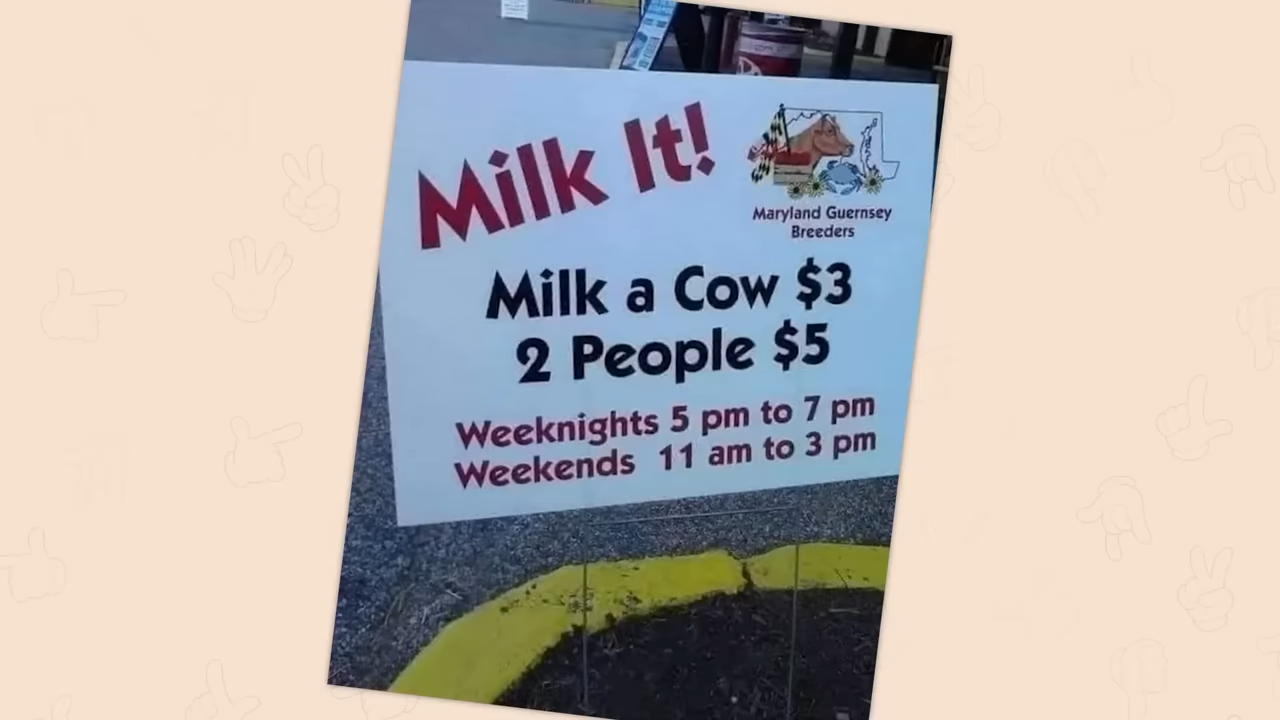 Milk It!
Maryland Guernsey
Breeders
Milk a Cow $3
2 People $5
Weeknights 5 pm to 7 pm
Weekends 11 am to 3 pm